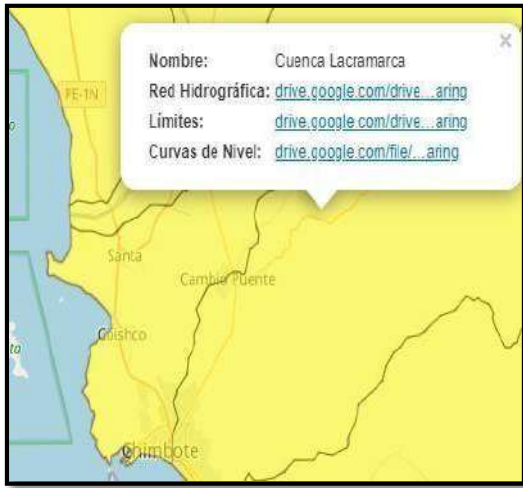 ×
Nombre: Cuenca Lacramarca
Red Hidrográfica: drive.google.com/drive...aring
Límites: drive.google.com/drive...aring
Curvas de Nivel: drive.google.com/file/...aring
PE-1N
Santa
Cambio Puente
Coishco
Chimbote